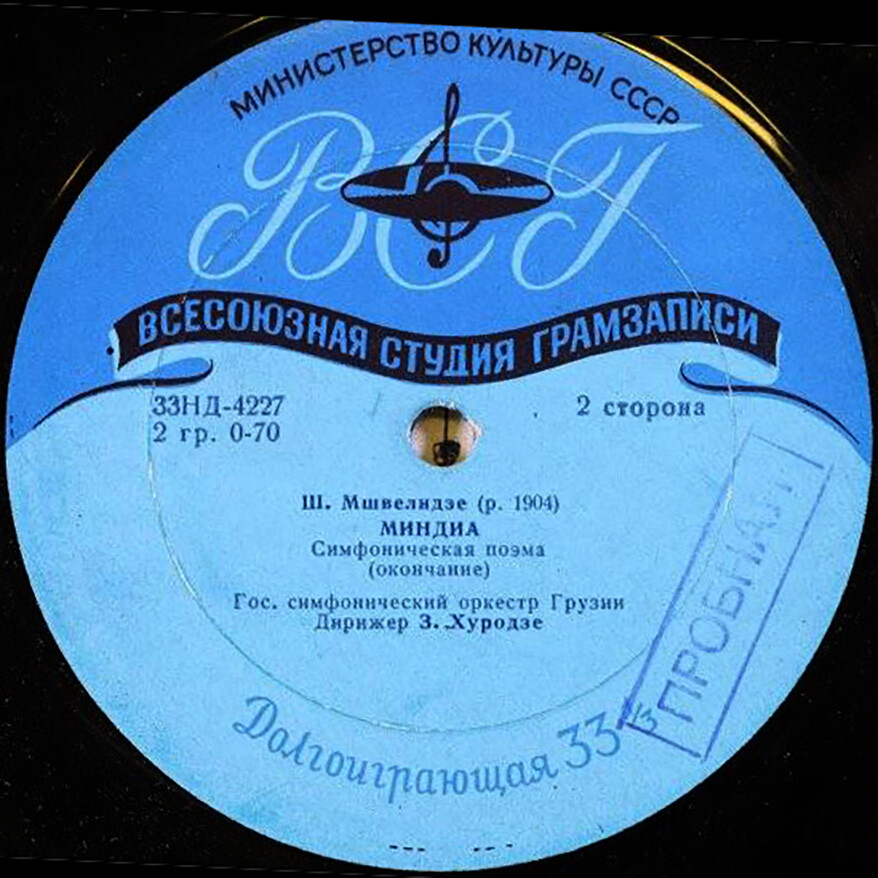 МИНИСТЕРСТВО КУЛЬТУРЫ СССР
ВСГ
ВСЕСОЮЗНАЯ СТУДИЯ ГРАМЗАПИСИ
33НД-4227
2 гр. 0-70
2 сторона
Ш. Мшвелидзе (р. 1904)
МИНДИА
Симфоническая поэма
(окончание)
Гос. симфонический оркестр Грузии
Дирижер З. Хуродзе
Долгоиграющая 33⅓
ПРОБНАЯ